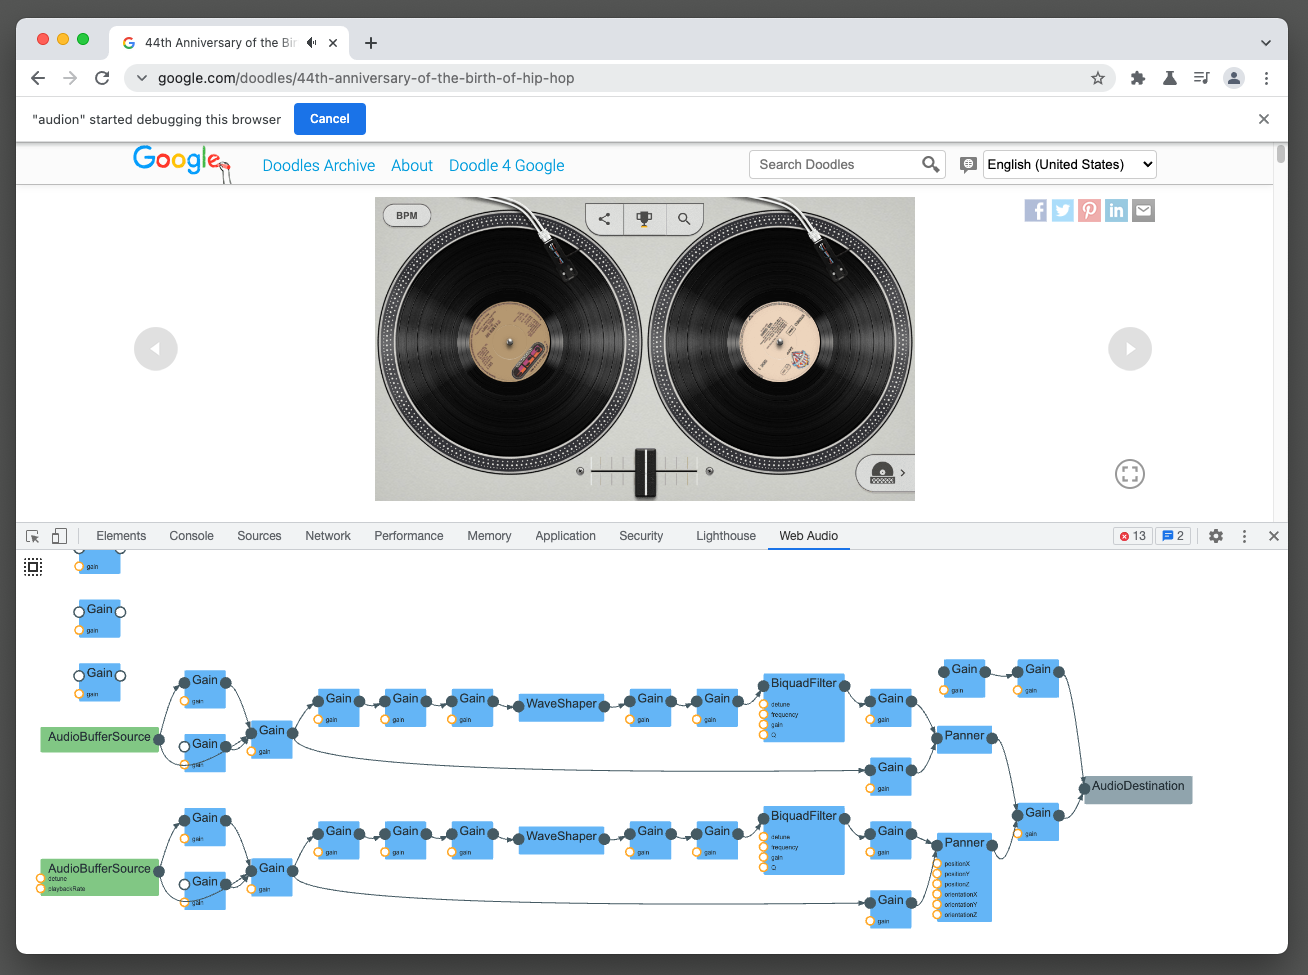 44th Anniversary of the Bir
google.com/doodles/44th-anniversary-of-the-birth-of-hip-hop
"audion" started debugging this browser
Cancel
Google
Doodles Archive
About
Doodle 4 Google
Search Doodles
English (United States)
BPM
Elements
Console
Sources
Network
Performance
Memory
Application
Security
Lighthouse
Web Audio
13
2
gain
Gain
gain
Gain
gain
AudioBufferSource
Gain
gain
Gain
gain
Gain
gain
Gain
gain
Gain
gain
Gain
gain
WaveShaper
Gain
gain
Gain
gain
BiquadFilter
detune
frequency
gain
Q
Gain
gain
Gain
gain
Gain
gain
Gain
gain
Panner
Gain
gain
AudioDestination
AudioBufferSource
detune
playbackRate
Gain
gain
Gain
gain
Gain
gain
Gain
gain
Gain
gain
Gain
gain
WaveShaper
Gain
gain
Gain
gain
BiquadFilter
detune
frequency
gain
Q
Gain
gain
Gain
gain
Panner
positionX
positionY
positionZ
orientationX
orientationY
orientationZ